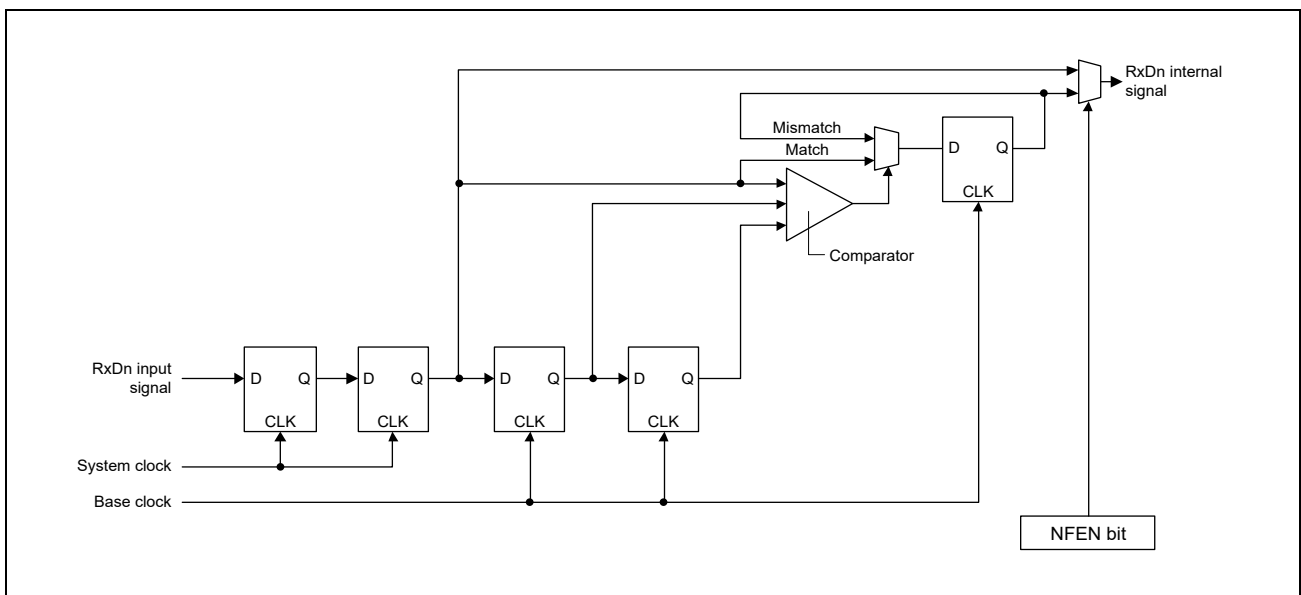 RxDn internal
signal
Mismatch
Match
D
Q
CLK
Comparator
RxDn input
signal
D
Q
CLK
D
Q
CLK
D
Q
CLK
D
Q
CLK
System clock
Base clock
NFEN bit